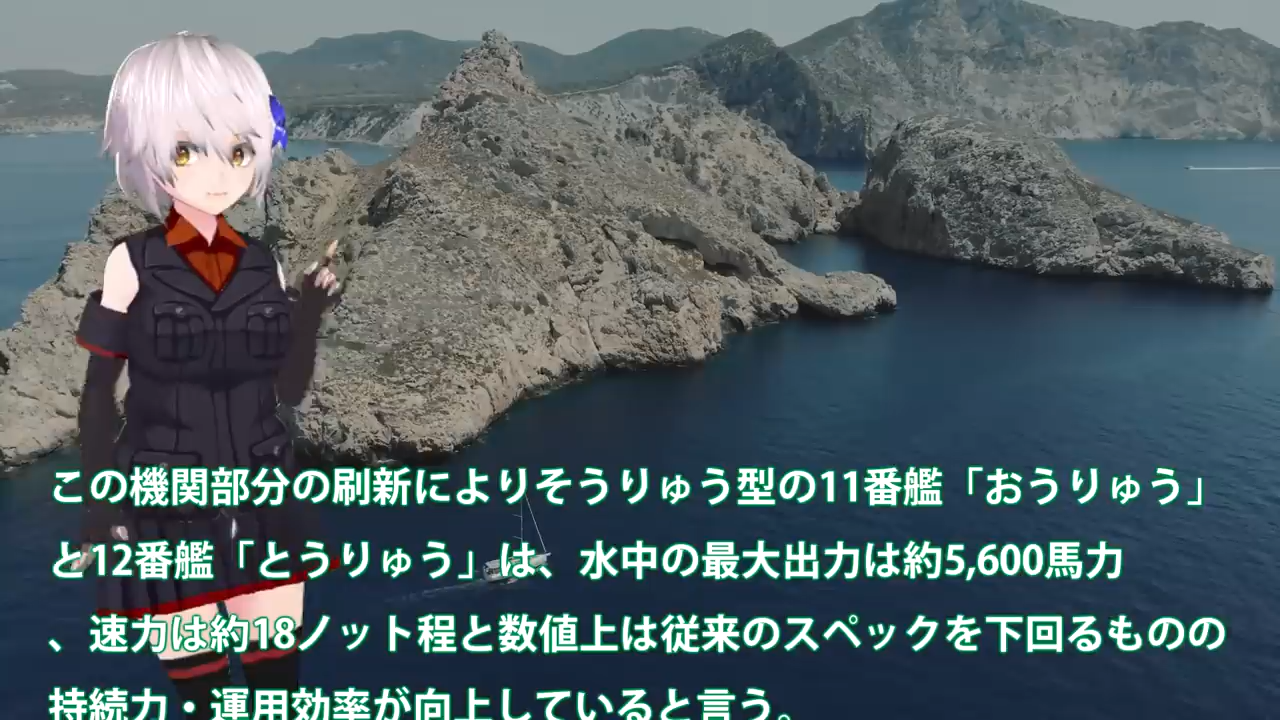 この機関部分の刷新によりそうりゅう型の11番艦「おうりゅう」
と12番艦「とうりゅう」は、水中の最大出力は約5,600馬力
、速力は約18ノット程と数値上は従来のスペックを下回るものの
持続力・運用効率が向上していると言う。